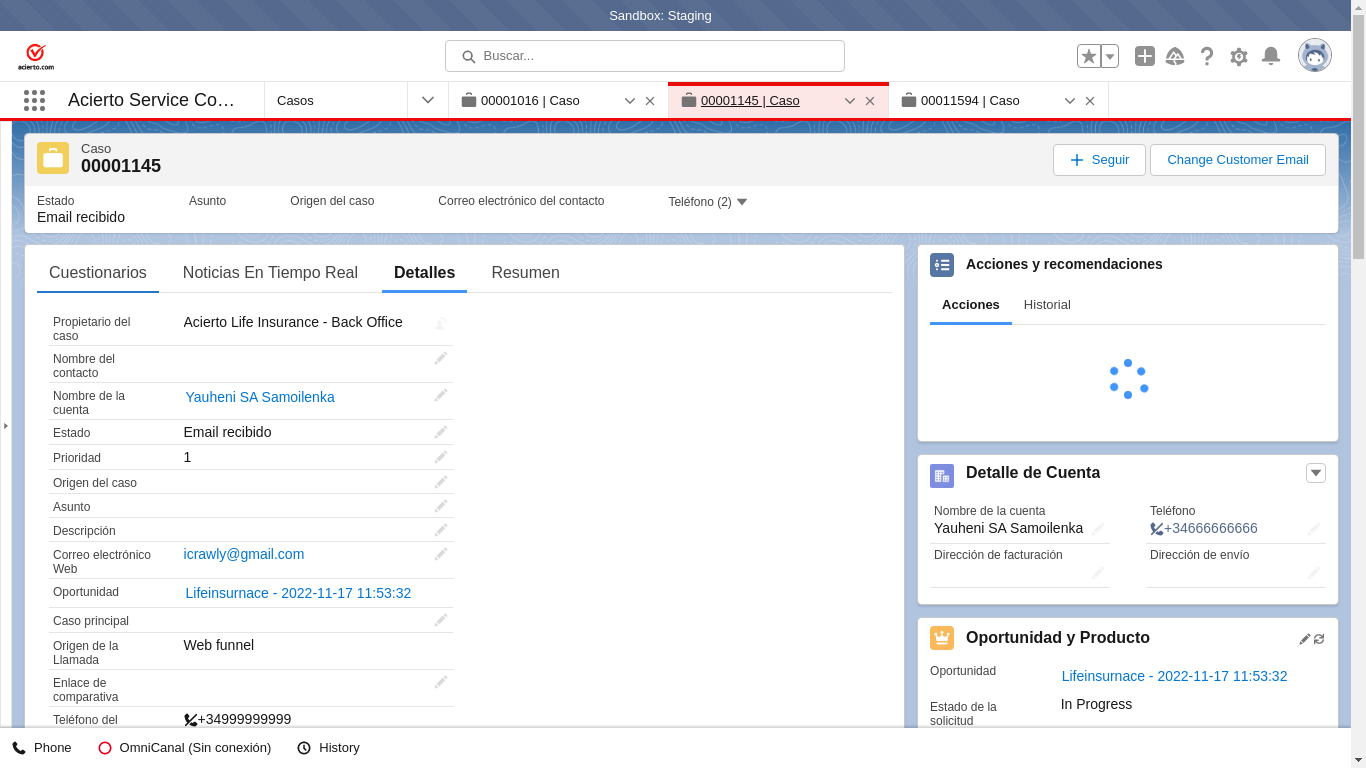 Sandbox: Staging
acierto.com
Buscar...
Acierto Service Co…
Casos
00001016 | Caso
00001145 | Caso
00011594 | Caso
Caso
00001145
Seguir
Change Customer Email
Estado
Email recibido
Asunto
Origen del caso
Correo electrónico del contacto
Teléfono (2)
Cuestionarios
Noticias En Tiempo Real
Detalles
Resumen
Propietario del
caso
Acierto Life Insurance - Back Office
Nombre del
contacto
Nombre de la
cuenta
Yauheni SA Samoilenka
Estado
Email recibido
Prioridad
1
Origen del caso
Asunto
Descripción
Correo electrónico
Web
icrawly@gmail.com
Oportunidad
Lifeinsurnace - 2022-11-17 11:53:32
Caso principal
Origen de la
Llamada
Web funnel
Enlace de
comparativa
Teléfono del
+34999999999
Acciones y recomendaciones
Acciones
Historial
Detalle de Cuenta
Nombre de la cuenta
Yauheni SA Samoilenka
Teléfono
+34666666666
Dirección de facturación
Dirección de envío
Oportunidad y Producto
Oportunidad
Lifeinsurnace - 2022-11-17 11:53:32
Estado de la
solicitud
In Progress
Phone
OmniCanal (Sin conexión)
History